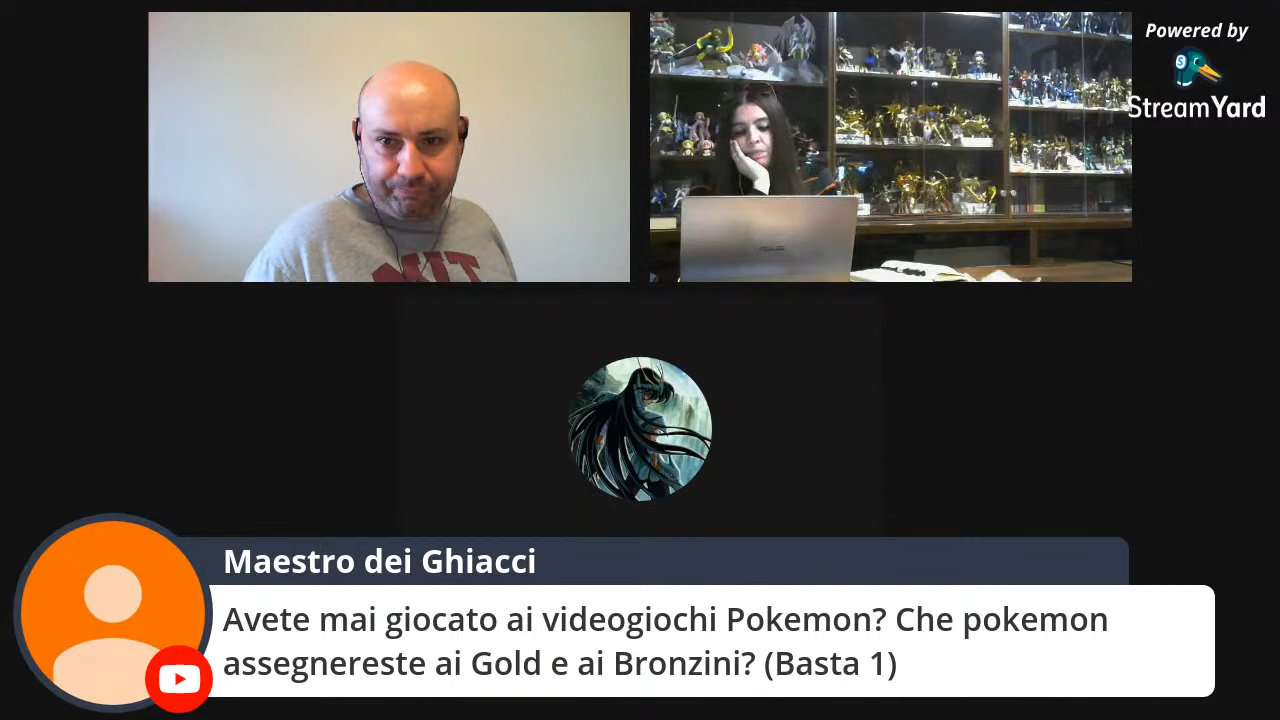 Powered by
StreamYard
MIT
ASUS
Maestro dei Ghiacci
Avete mai giocato ai videogiochi Pokemon? Che pokemon
assegnereste ai Gold e ai Bronzini? (Basta 1)